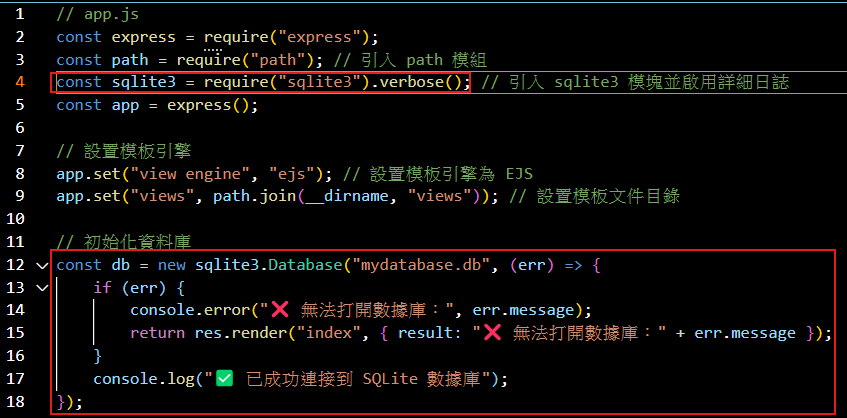 1 // app.js
2 const express = require("express");
3 const path = require("path"); // 引入 path 模組
4 const sqlite3 = require("sqlite3").verbose(); // 引入 sqlite3 模塊並啟用詳細日誌
5 const app = express();
6
7 // 設置模板引擎
8 app.set("view engine", "ejs"); // 設置模板引擎為 EJS
9 app.set("views", path.join(__dirname, "views")); // 設置模板文件目錄
10
11 // 初始化資料庫
12 const db = new sqlite3.Database("mydatabase.db", (err) => {
13 if (err) {
14 console.error("❌ 無法打開數據庫：", err.message);
15 return res.render("index", { result: "❌ 無法打開數據庫：" + err.message });
16 }
17 console.log("✅ 已成功連接到 SQLite 數據庫");
18 });